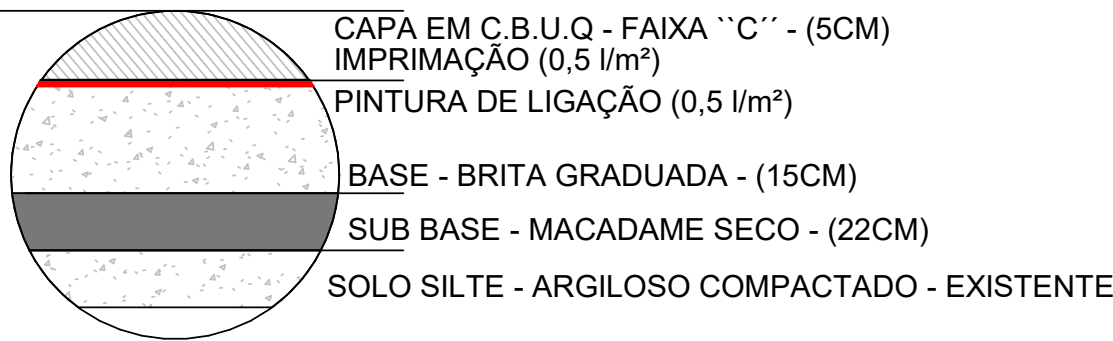 CAPA EM C.B.U.Q - FAIXA ``C´´ - (5CM)
IMPRIMAÇÃO (0,5 l/m²)
PINTURA DE LIGAÇÃO (0,5 l/m²)
BASE - BRITA GRADUADA - (15CM)
SUB BASE - MACADAME SECO - (22CM)
SOLO SILTE - ARGILOSO COMPACTADO - EXISTENTE